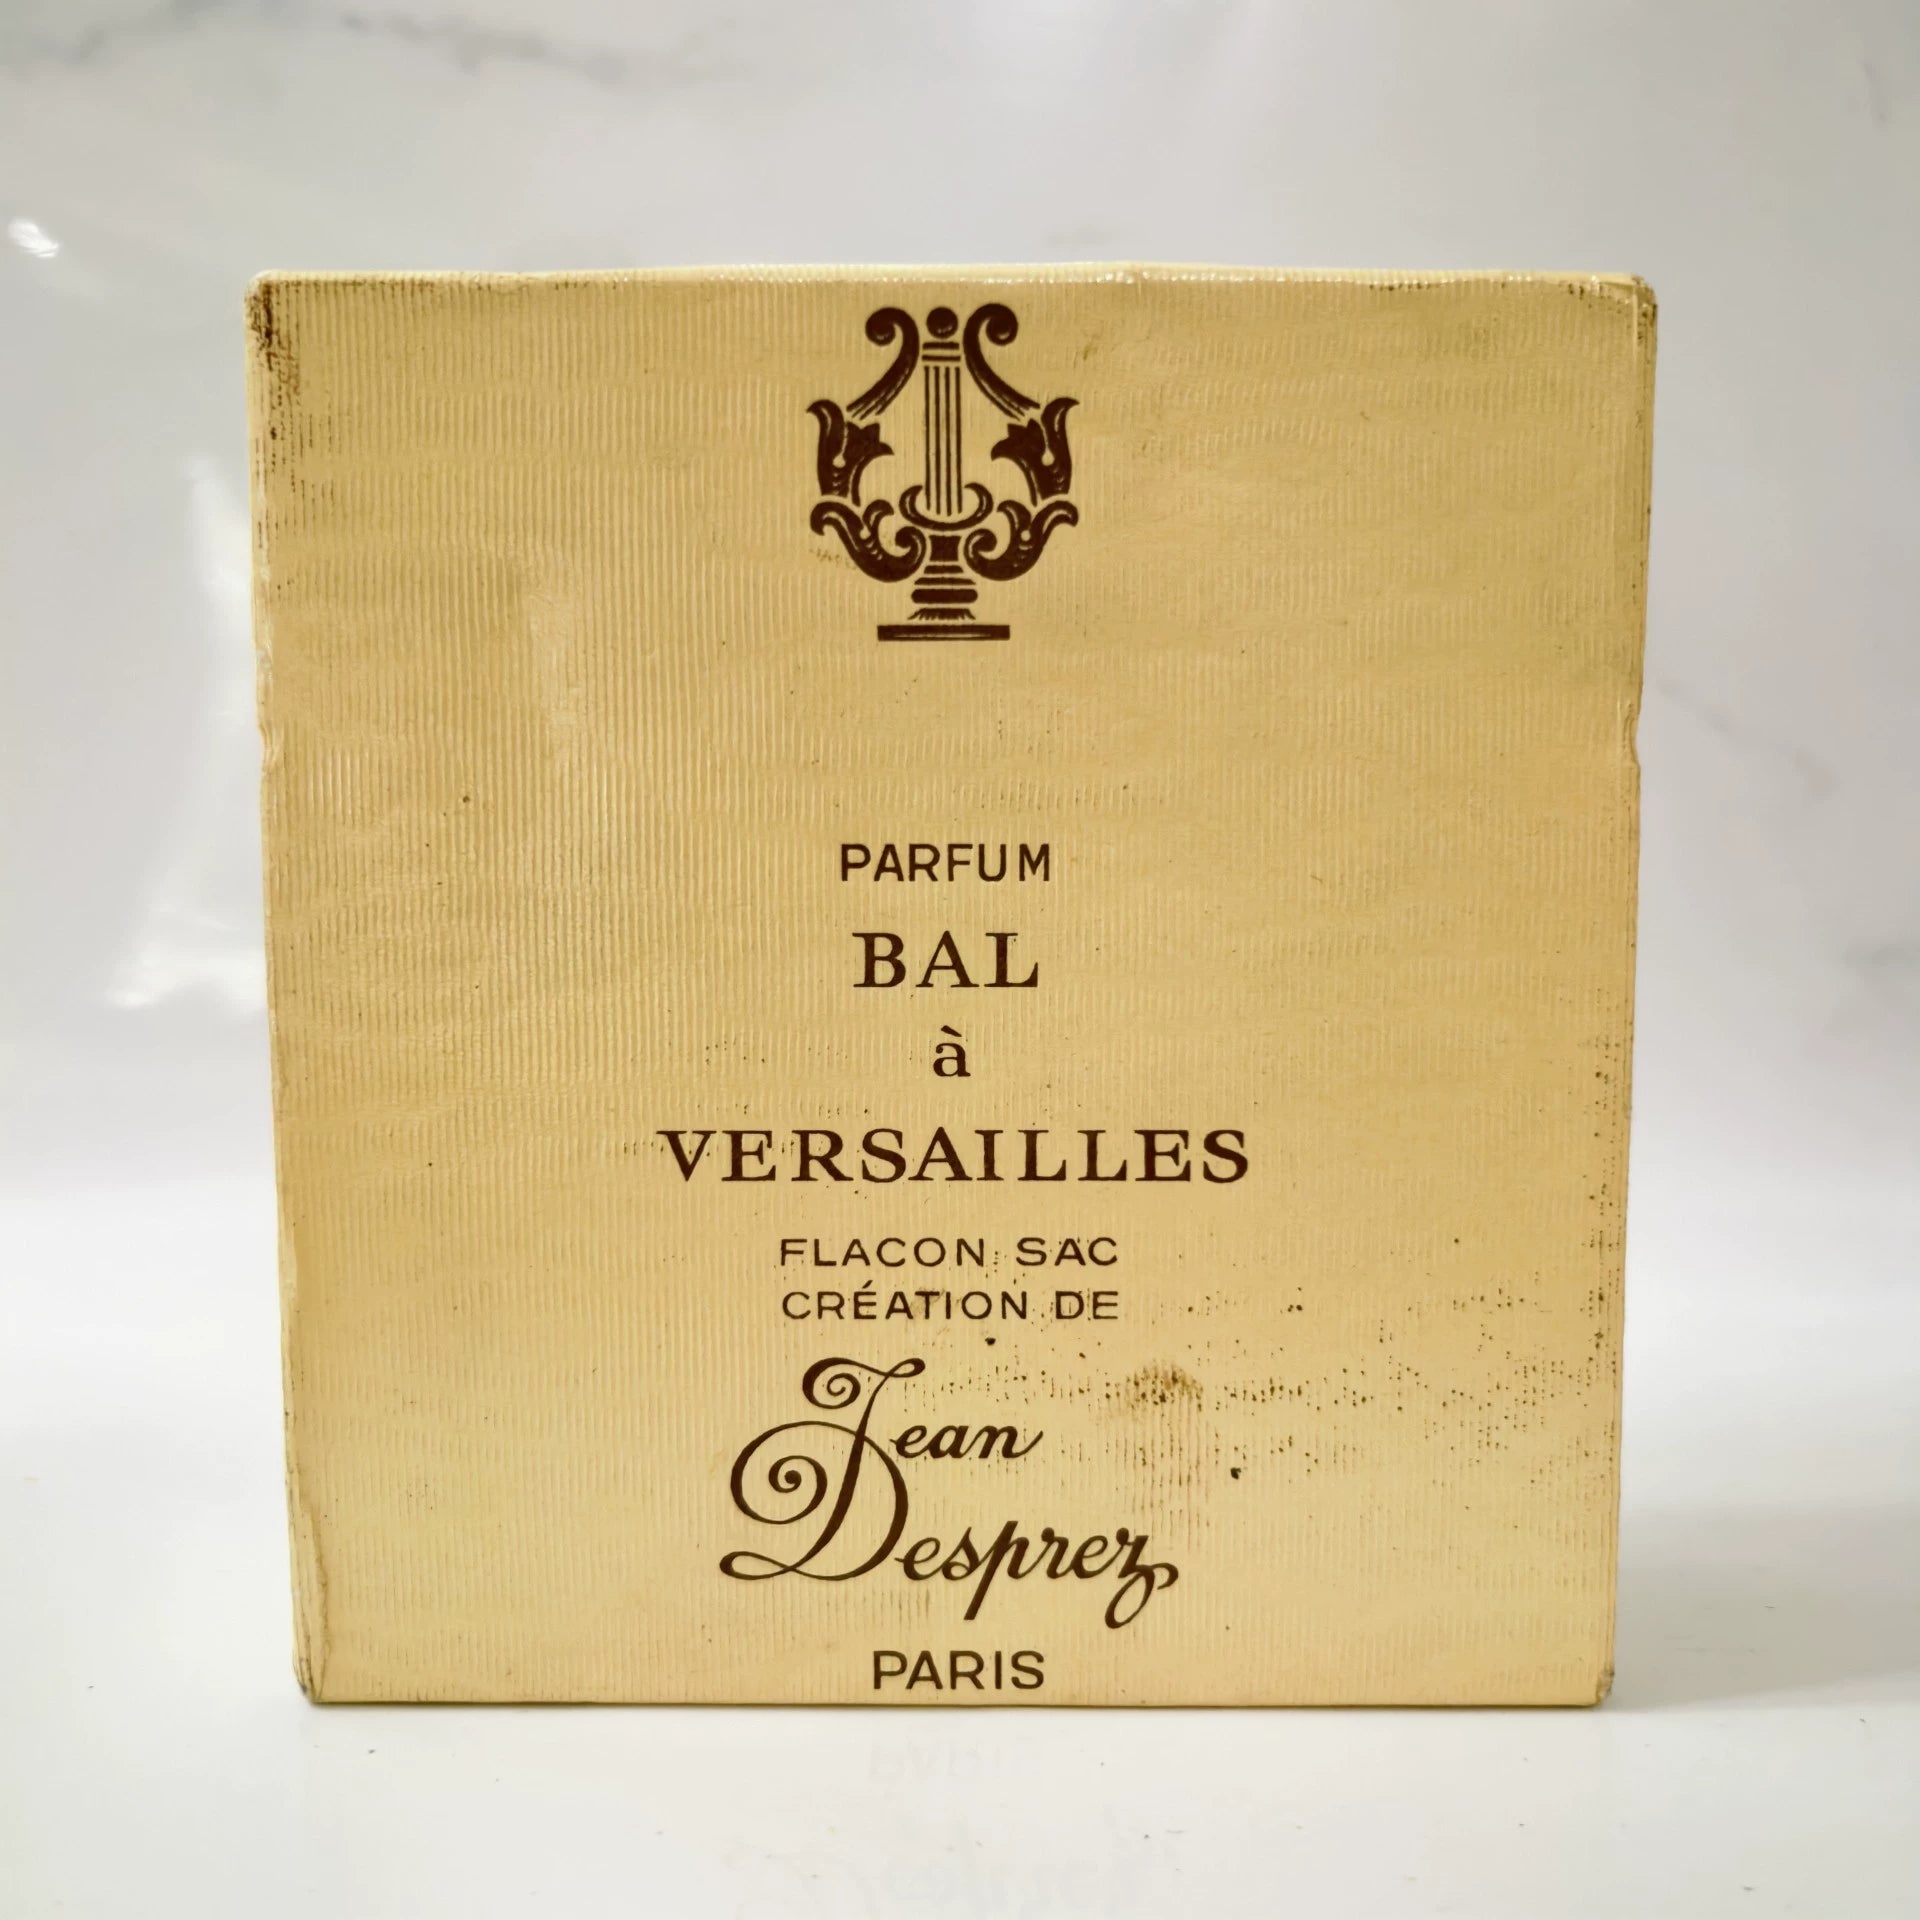 PARFUM
BAL
à
VERSAILLES
FLACON SAC
CRÉATION DE
Jean
Desprez
PARIS